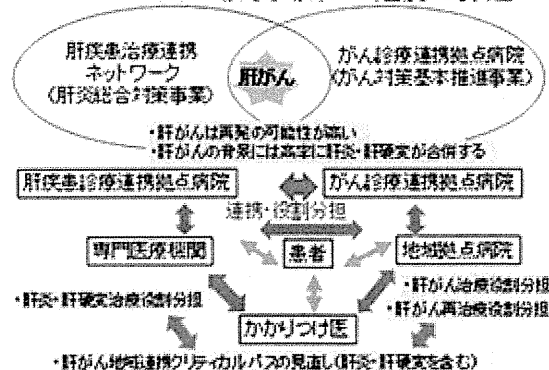 肝疾患治療連携
ネットワーク
(肝炎総合対策事業)
肝がん
がん診療連携拠点病院
(がん対策基本推進事業)
・肝がんは再発の可能性が高い
・肝がんの背景には高率に肝炎・肝硬変が合併する
肝疾患診療連携拠点病院
がん診療連携拠点病院
連携・役割分担
専門医療機関
患者
地域拠点病院
・肝炎・肝硬変治療役割分担
・肝がん治療役割分担
・肝がん再治療役割分担
かかりつけ医
・肝がん地域連携クリティカルパスの見直し(肝炎・肝硬変を含む)